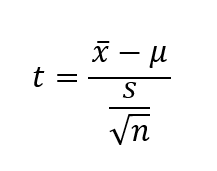 t = (x̄ − μ) / (s / √n)